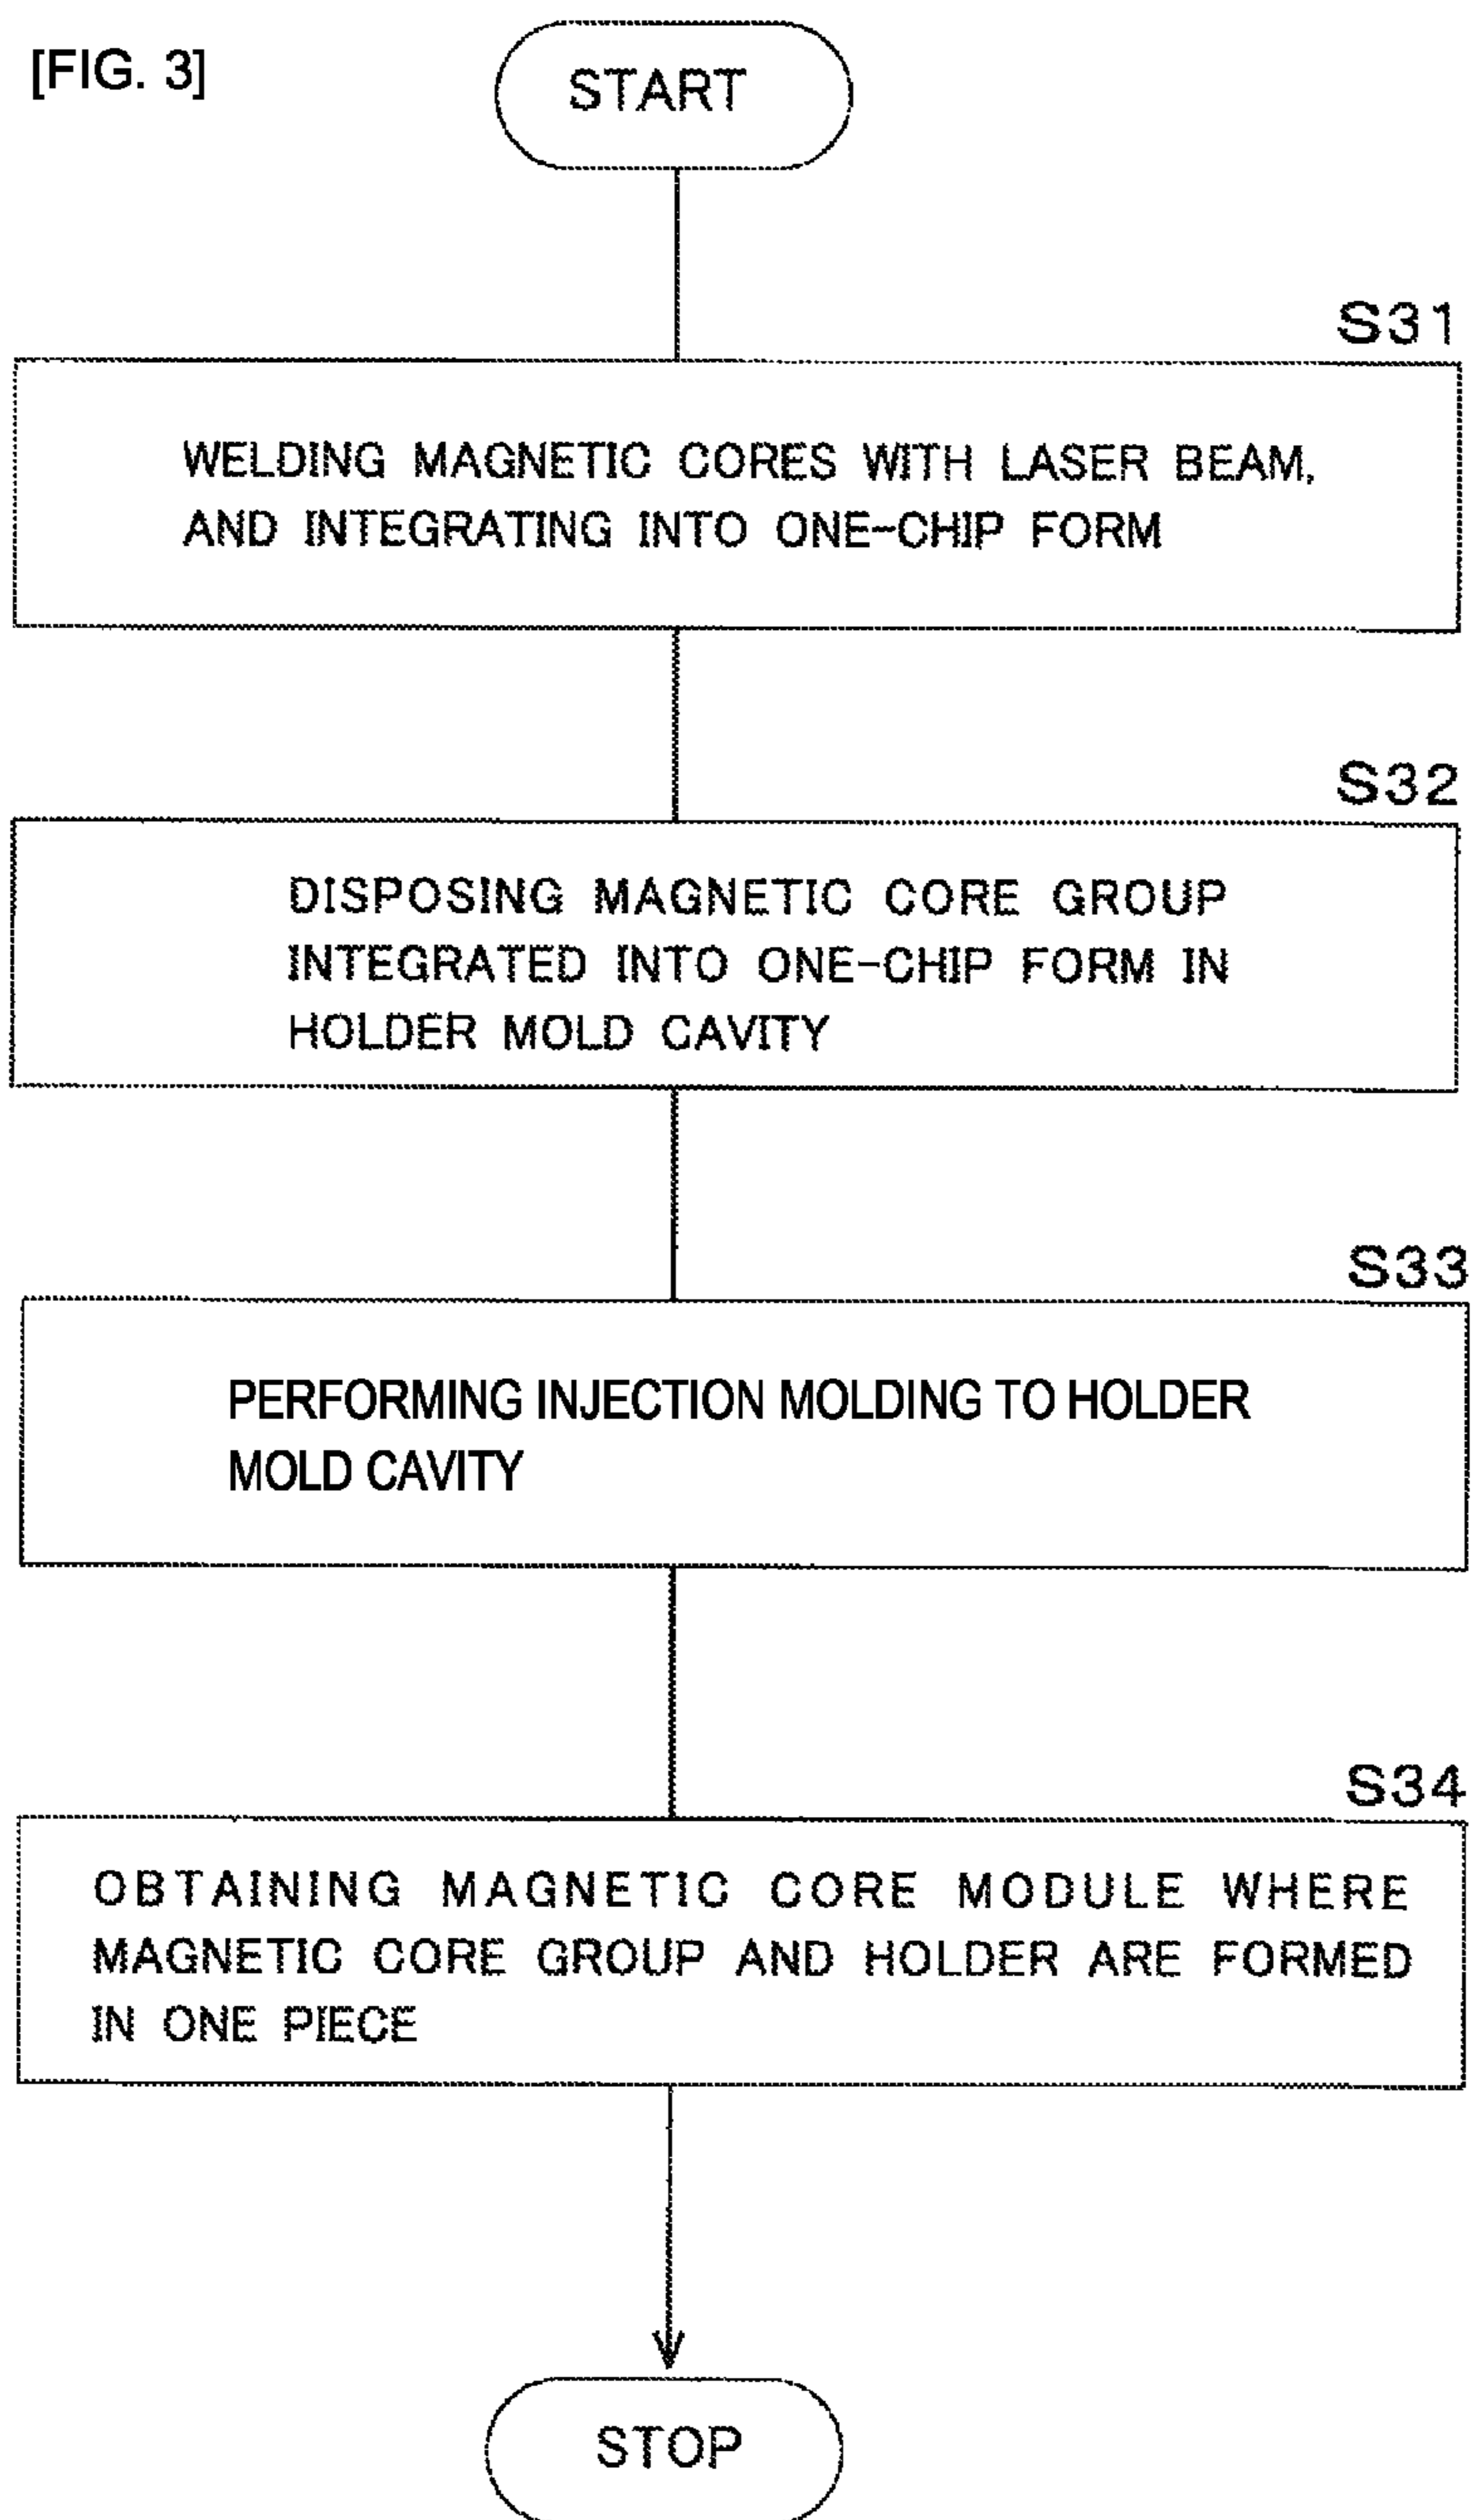 [FIG. 3]
START
S31
WELDING MAGNETIC CORES WITH LASER BEAM,
AND INTEGRATING INTO ONE-CHIP FORM
S32
DISPOSING MAGNETIC CORE GROUP
INTEGRATED INTO ONE-CHIP FORM IN
HOLDER MOLD CAVITY
S33
PERFORMING INJECTION MOLDING TO HOLDER
MOLD CAVITY
S34
OBTAINING MAGNETIC CORE MODULE WHERE
MAGNETIC CORE GROUP AND HOLDER ARE FORMED
IN ONE PIECE
STOP